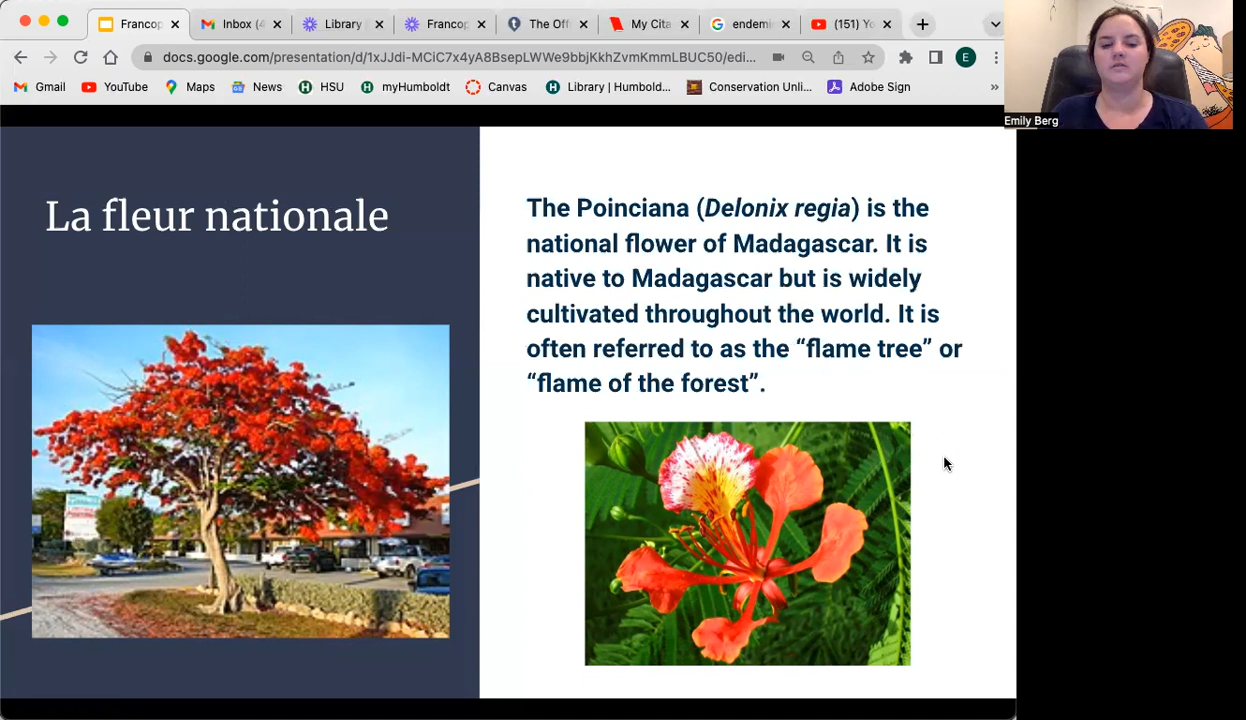 Francop
Inbox (4
Library |
Francop
The Off
My Cita
endemi
(151) Yo
docs.google.com/presentation/d/1xJJdi-MCiC7x4yA8BsepLWWe9bbjKkhZvmKmmLBUC50/edi...
E
Gmail
YouTube
Maps
News
HSU
myHumboldt
Canvas
Library | Humbold...
Conservation Unli...
Adobe Sign
»
Emily Berg
La fleur nationale
The Poinciana (Delonix regia) is the
national flower of Madagascar. It is
native to Madagascar but is widely
cultivated throughout the world. It is
often referred to as the “flame tree” or
“flame of the forest”.